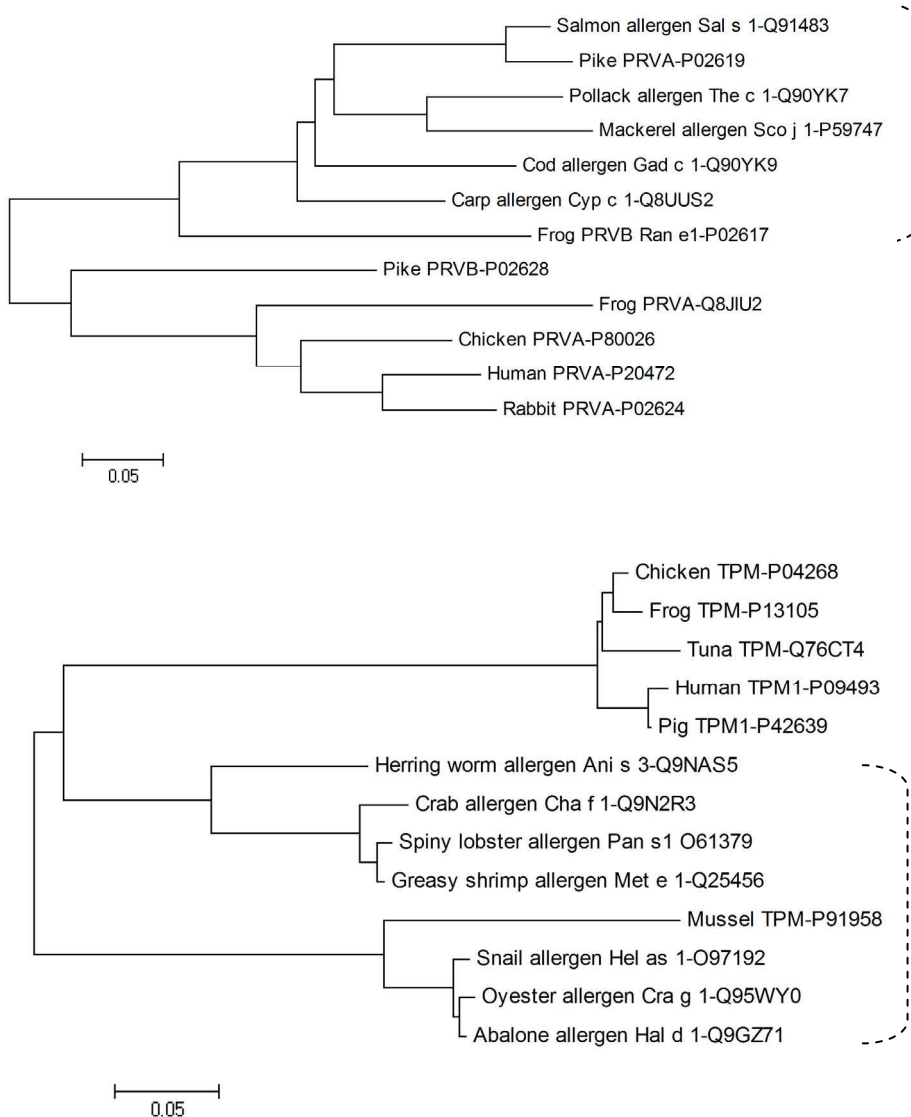 Salmon allergen Sal s 1-Q91483
Pike PRVA-P02619
Pollack allergen The c 1-Q90YK7
Mackerel allergen Sco j 1-P59747
Cod allergen Gad c 1-Q90YK9
Carp allergen Cyp c 1-Q8UUS2
Frog PRVB Ran e1-P02617
Pike PRVB-P02628
Frog PRVA-Q8JIU2
Chicken PRVA-P80026
Human PRVA-P20472
Rabbit PRVA-P02624
0.05
Chicken TPM-P04268
Frog TPM-P13105
Tuna TPM-Q76CT4
Human TPM1-P09493
Pig TPM1-P42639
Herring worm allergen Ani s 3-Q9NAS5
Crab allergen Cha f 1-Q9N2R3
Spiny lobster allergen Pan s1 O61379
Greasy shrimp allergen Met e 1-Q25456
Mussel TPM-P91958
Snail allergen Hel as 1-O97192
Oyester allergen Cra g 1-Q95WY0
Abalone allergen Hal d 1-Q9GZ71
0.05